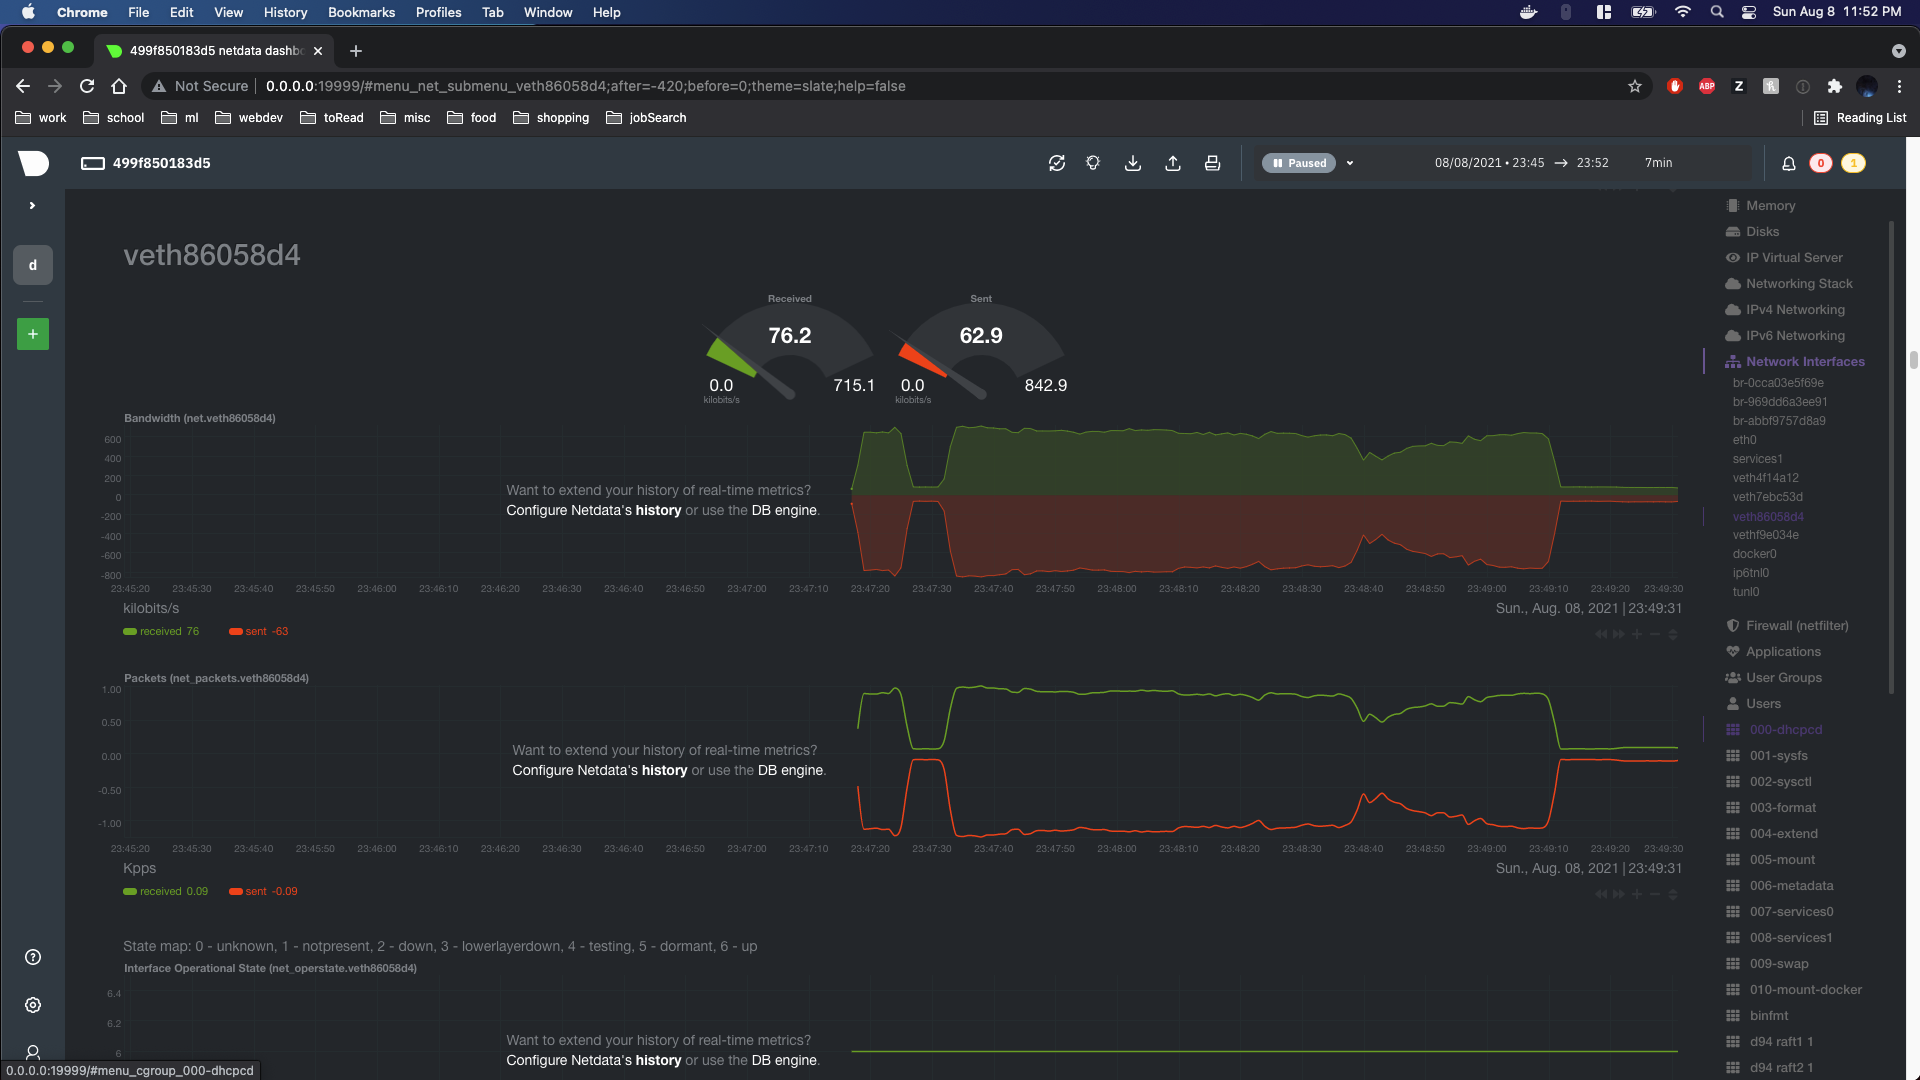 Chrome File Edit View History Bookmarks Profiles Tab Window Help Sun Aug 8 11:52 PM
499f850183d5 netdata dashb
Not Secure 0.0.0.0:19999/#menu_net_submenu_veth86058d4;after=-420;before=0;theme=slate;help=false ABP Z
work school ml webdev toRead misc food shopping jobSearch Reading List
499f850183d5 Paused 08/08/2021 • 23:45 → 23:52 7min 0 1
d
+
veth86058d4
Received
76.2
0.0 715.1
kilobits/s
Sent
62.9
0.0 842.9
kilobits/s
Bandwidth (net.veth86058d4)
600
400
200
0
-200
-400
-600
-800
Want to extend your history of real-time metrics?
Configure Netdata's history or use the DB engine.
23:45:20 23:45:30 23:45:40 23:45:50 23:46:00 23:46:10 23:46:20 23:46:30 23:46:40 23:46:50 23:47:00 23:47:10 23:47:20 23:47:30 23:47:40 23:47:50 23:48:00 23:48:10 23:48:20 23:48:30 23:48:40 23:48:50 23:49:00 23:49:10 23:49:20 23:49:30
kilobits/s Sun., Aug. 08, 2021 | 23:49:31
received 76 sent -63
Packets (net_packets.veth86058d4)
1.00
0.50
0.00
-0.50
-1.00
Want to extend your history of real-time metrics?
Configure Netdata's history or use the DB engine.
23:45:20 23:45:30 23:45:40 23:45:50 23:46:00 23:46:10 23:46:20 23:46:30 23:46:40 23:46:50 23:47:00 23:47:10 23:47:20 23:47:30 23:47:40 23:47:50 23:48:00 23:48:10 23:48:20 23:48:30 23:48:40 23:48:50 23:49:00 23:49:10 23:49:20 23:49:30
Kpps Sun., Aug. 08, 2021 | 23:49:31
received 0.09 sent -0.09
State map: 0 - unknown, 1 - notpresent, 2 - down, 3 - lowerlayerdown, 4 - testing, 5 - dormant, 6 - up
Interface Operational State (net_operstate.veth86058d4)
6.4
6.2
6
Want to extend your history of real-time metrics?
Configure Netdata's history or use the DB engine.
Memory
Disks
IP Virtual Server
Networking Stack
IPv4 Networking
IPv6 Networking
Network Interfaces
br-0cca03e5f69e
br-969dd6a3ee91
br-abbf9757d8a9
eth0
services1
veth4f14a12
veth7ebc53d
veth86058d4
vethf9e034e
docker0
ip6tnl0
tunl0
Firewall (netfilter)
Applications
User Groups
Users
000-dhcpcd
001-sysfs
002-sysctl
003-format
004-extend
005-mount
006-metadata
007-services0
008-services1
009-swap
010-mount-docker
binfmt
d94 raft1 1
d94 raft2 1
0.0.0.0:19999/#menu_cgroup_000-dhcpcd